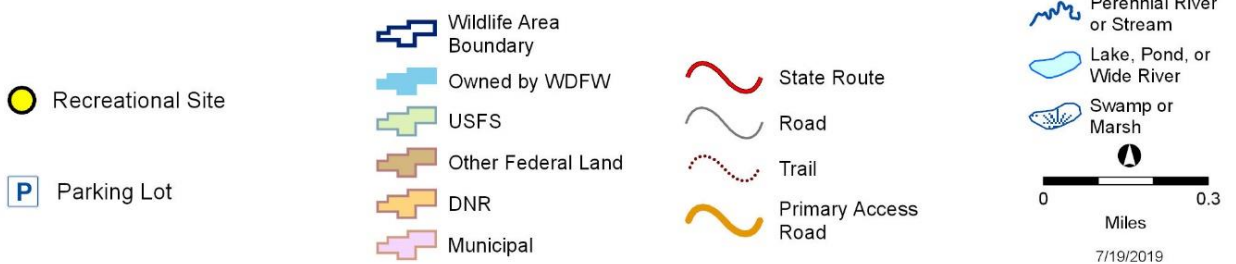 Recreational Site
P Parking Lot
Wildlife Area
Boundary
Owned by WDFW
USFS
Other Federal Land
DNR
Municipal
State Route
Road
Trail
Primary Access
Road
Perennial River
or Stream
Lake, Pond, or
Wide River
Swamp or
Marsh
0 0.3
Miles
7/19/2019